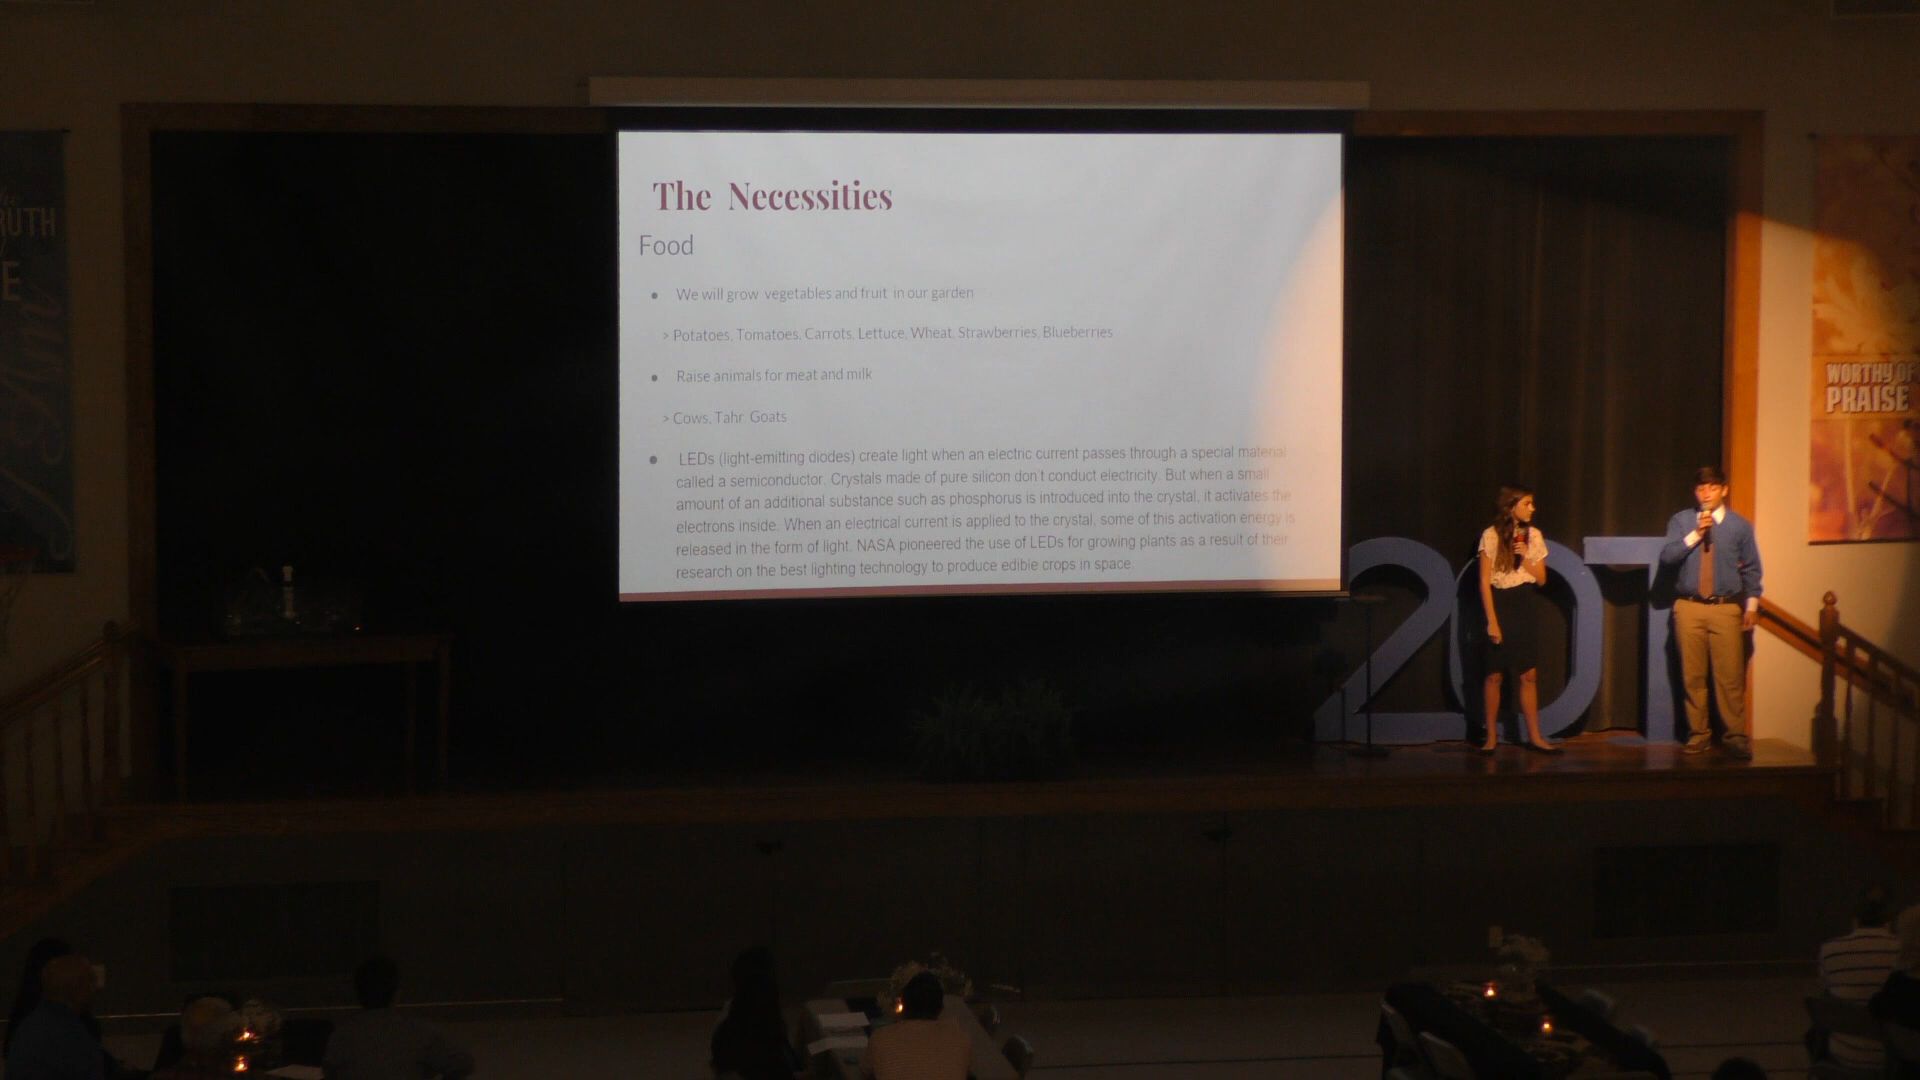 The Necessities
Food
● We will grow vegetables and fruit in our garden
> Potatoes, Tomatoes, Carrots, Lettuce, Wheat, Strawberries, Blueberries
● Raise animals for meat and milk
> Cows, Tahr Goats
● LEDs (light-emitting diodes) create light when an electric current passes through a special material
called a semiconductor. Crystals made of pure silicon don't conduct electricity. But when a small
amount of an additional substance such as phosphorus is introduced into the crystal, it activates the
electrons inside. When an electrical current is applied to the crystal, some of this activation energy is
released in the form of light. NASA pioneered the use of LEDs for growing plants as a result of their
research on the best lighting technology to produce edible crops in space.
RUTH
E
I Am
WORTHY OF
PRAISE
201